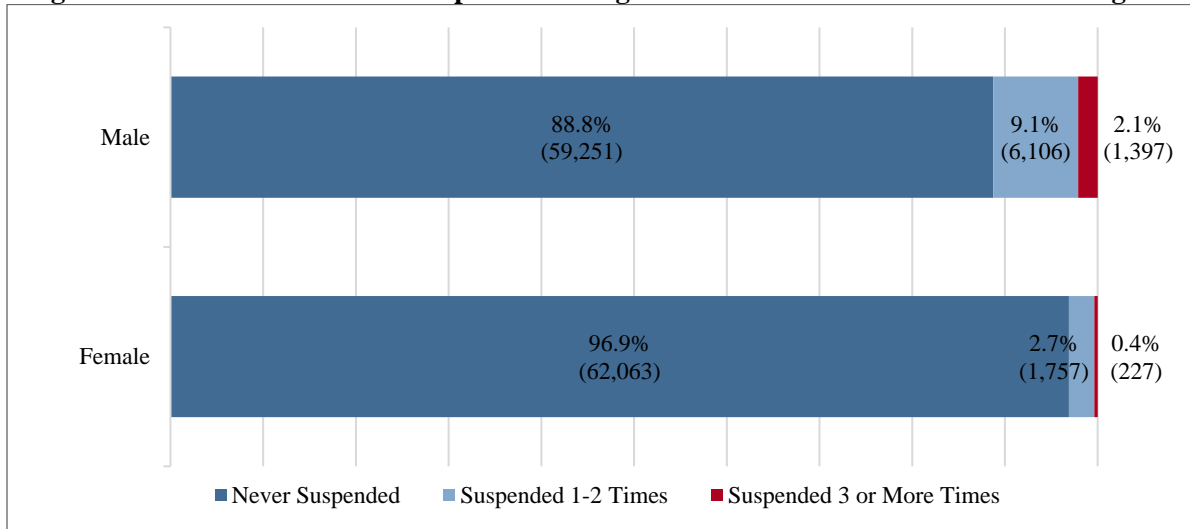 Male
88.8%
(59,251)
9.1%
(6,106)
2.1%
(1,397)
Female
96.9%
(62,063)
2.7%
(1,757)
0.4%
(227)
Never Suspended
Suspended 1-2 Times
Suspended 3 or More Times